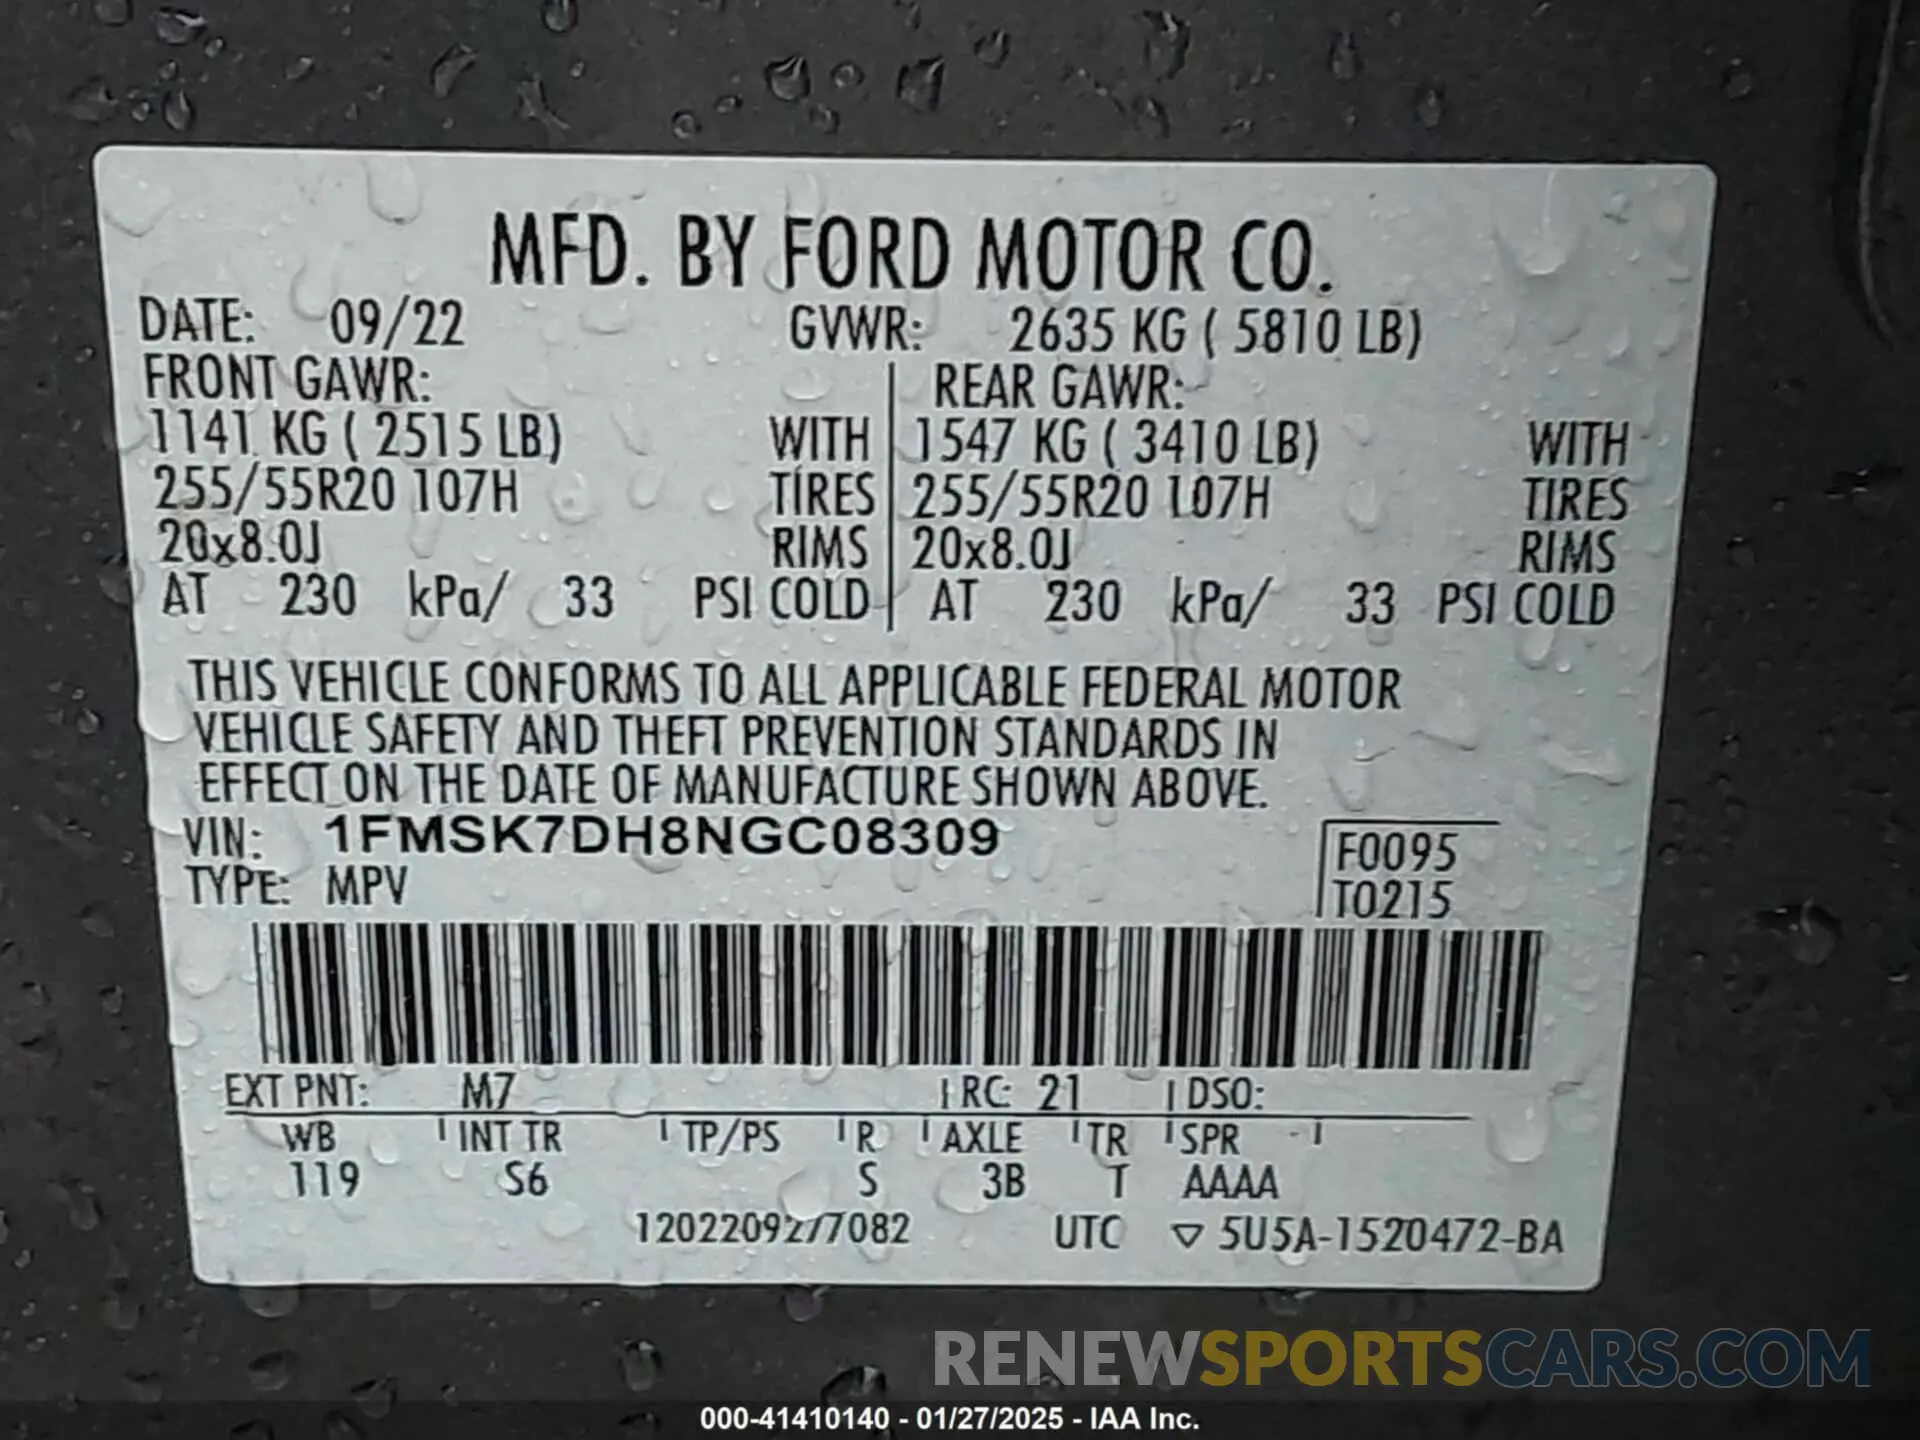 MFD. BY FORD MOTOR CO.
DATE: 09/22 GVWR: 2635 KG ( 5810 LB)
FRONT GAWR: REAR GAWR:
1141 KG ( 2515 LB) WITH 1547 KG ( 3410 LB) WITH
255/55R20 107H TIRES 255/55R20 107H TIRES
20x8.0J RIMS 20x8.0J RIMS
AT 230 kPa/ 33 PSI COLD AT 230 kPa/ 33 PSI COLD
THIS VEHICLE CONFORMS TO ALL APPLICABLE FEDERAL MOTOR
VEHICLE SAFETY AND THEFT PREVENTION STANDARDS IN
EFFECT ON THE DATE OF MANUFACTURE SHOWN ABOVE.
VIN: 1FMSK7DH8NGC08309 F0095
TYPE: MPV T0215
EXT PNT: M7 RC: 21 DSO:
WB INT TR TP/PS R AXLE TR SPR
119 S6 S 3B T AAAA
1202209277082 UTC ▽ 5U5A-1520472-BA
RENEWSPORTSCARS.COM
000-41410140 - 01/27/2025 - IAA Inc.